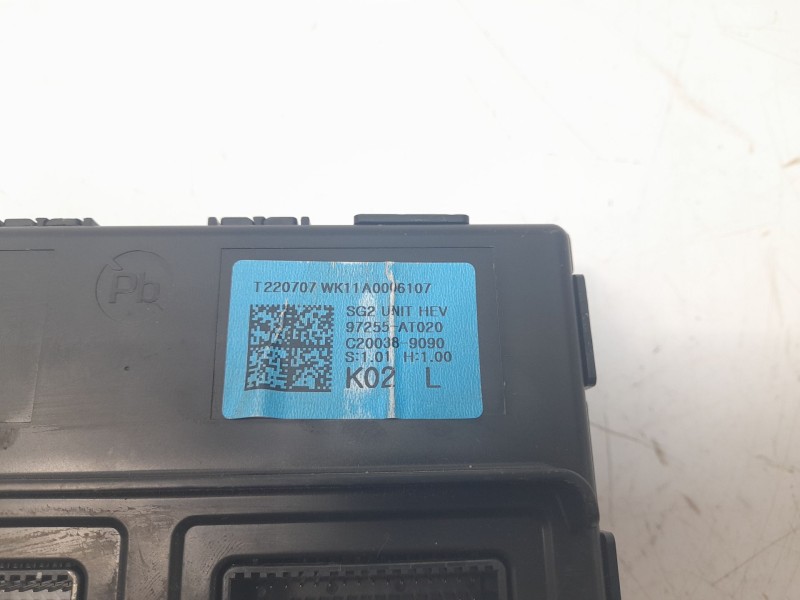 Pb
T220707 WK11A0006107
SG2 UNIT HEV
97255-AT020
C20038-9090
S:1.01 H:1.00
K02 L